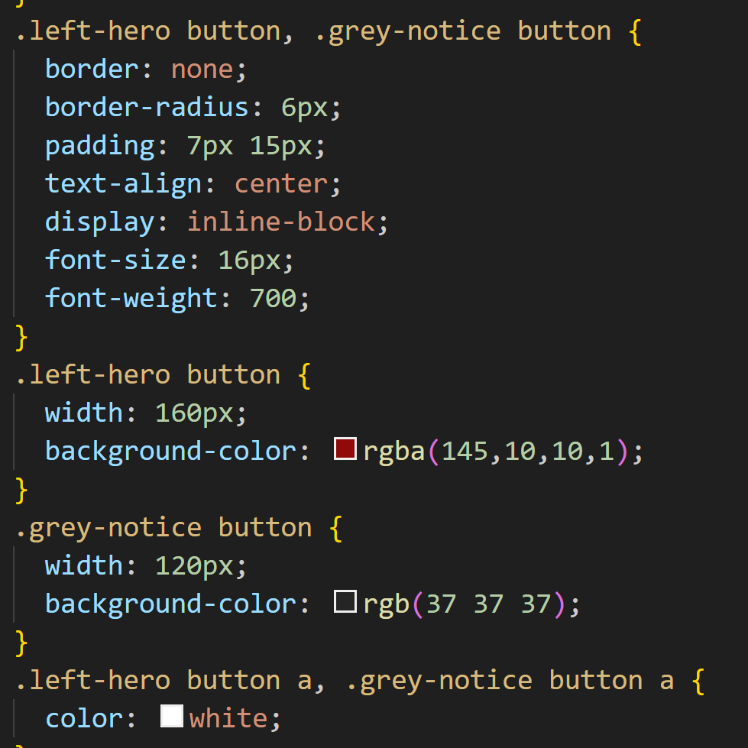 }
.left-hero button, .grey-notice button {
  border: none;
  border-radius: 6px;
  padding: 7px 15px;
  text-align: center;
  display: inline-block;
  font-size: 16px;
  font-weight: 700;
}
.left-hero button {
  width: 160px;
  background-color: rgba(145,10,10,1);
}
.grey-notice button {
  width: 120px;
  background-color: rgb(37 37 37);
}
.left-hero button a, .grey-notice button a {
  color: white;
}